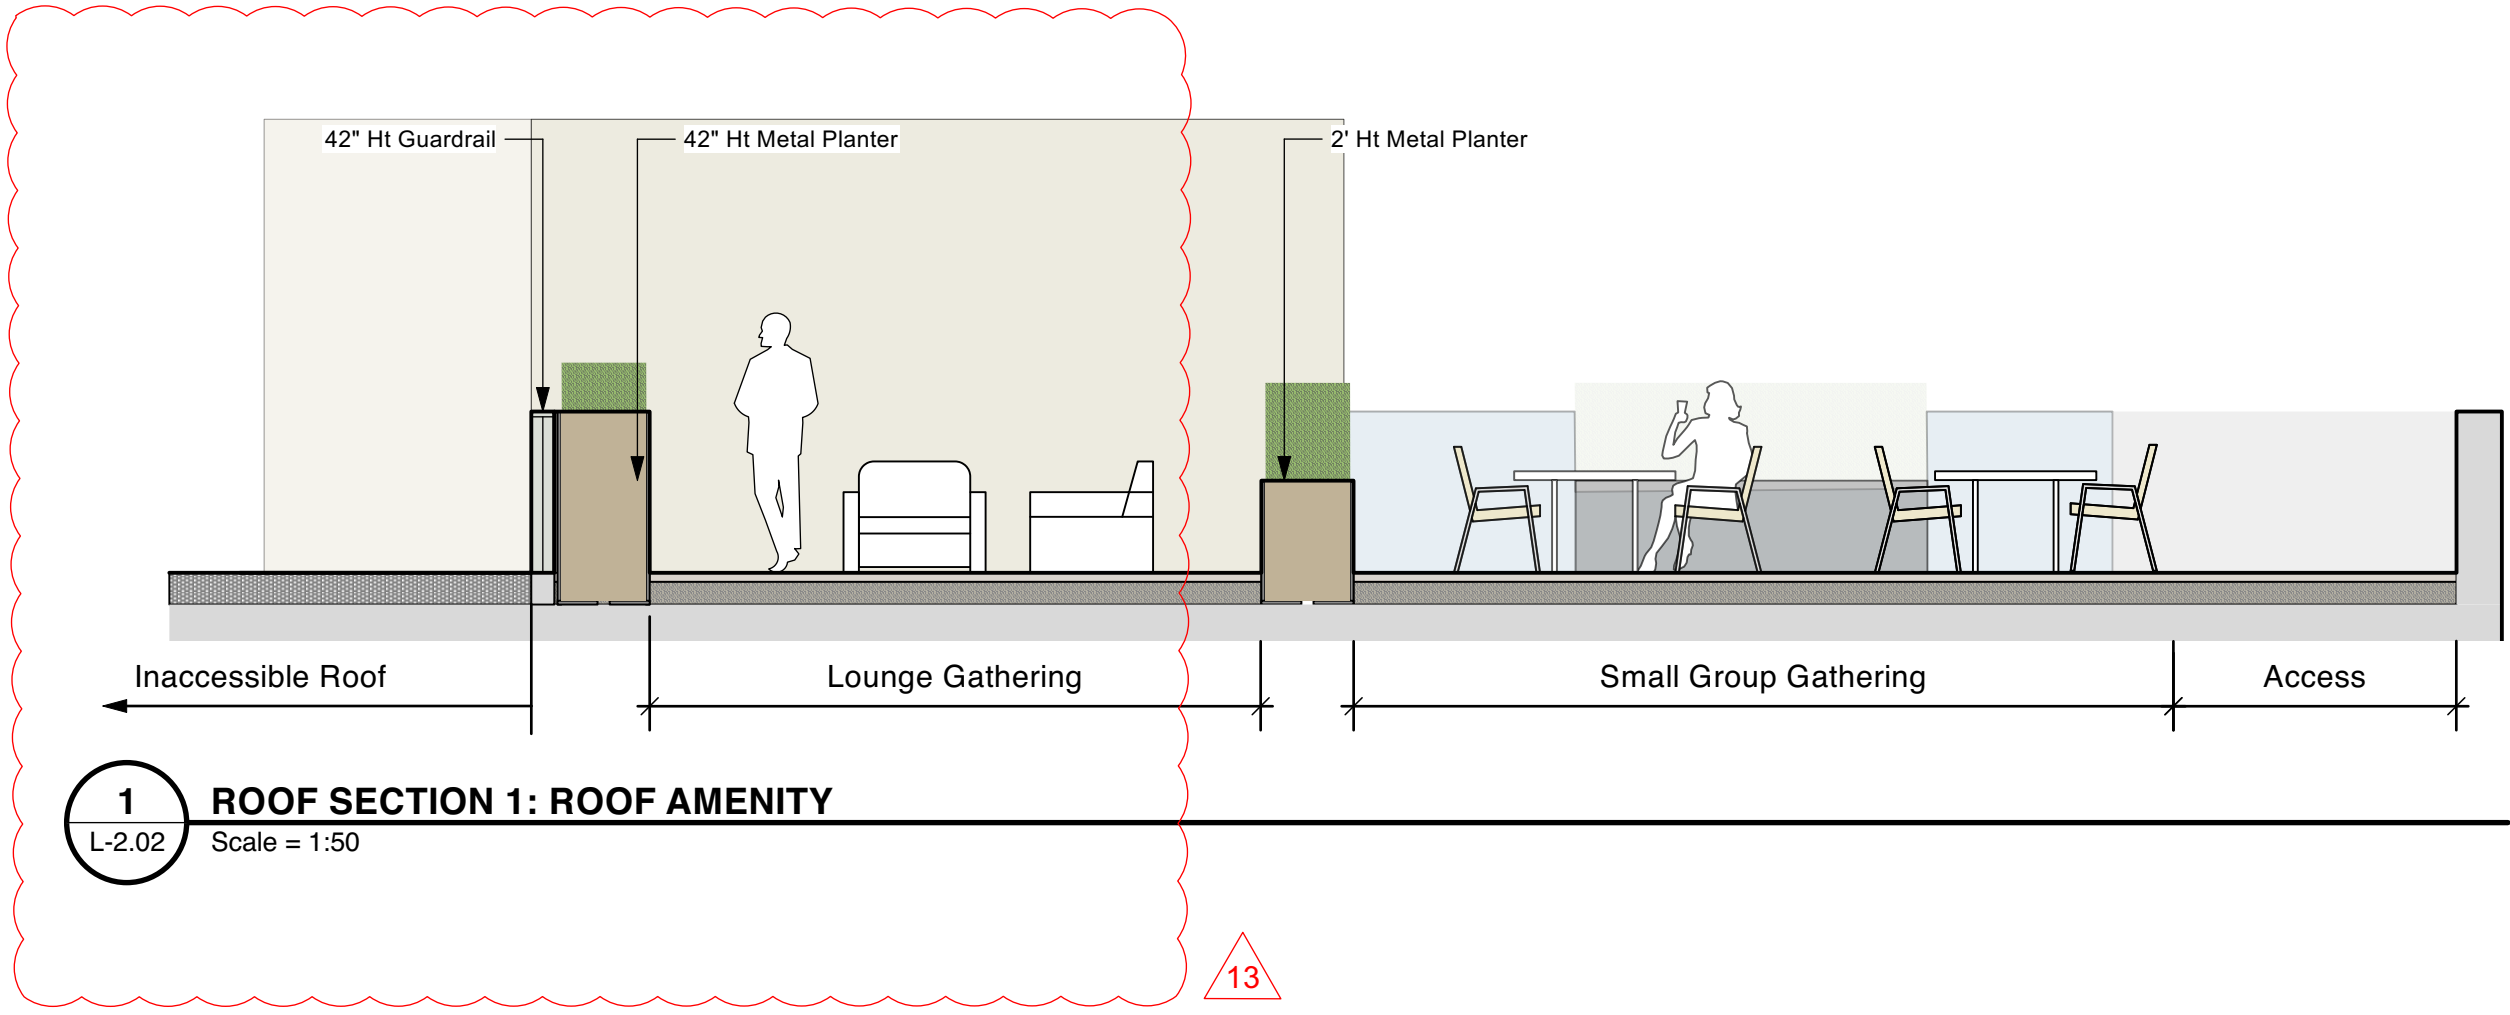 42" Ht Guardrail
42" Ht Metal Planter
2' Ht Metal Planter
Inaccessible Roof
Lounge Gathering
Small Group Gathering
Access
1
L-2.02
ROOF SECTION 1: ROOF AMENITY
Scale = 1:50
13